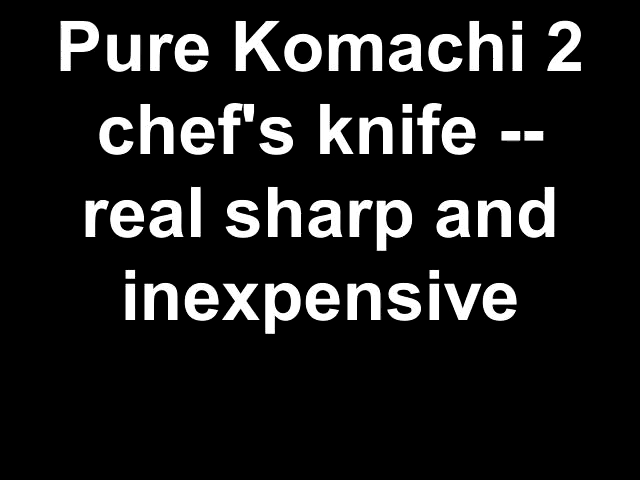 Pure Komachi 2
chef's knife --
real sharp and
inexpensive